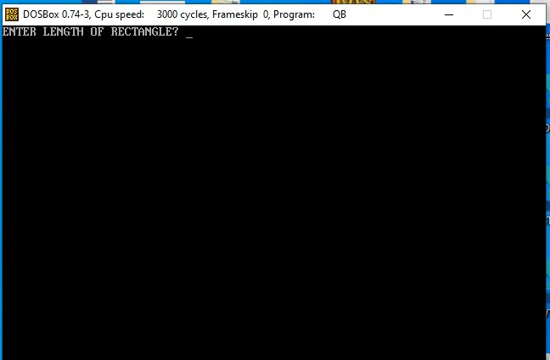 DOSBox 0.74-3, Cpu speed: 3000 cycles, Frameskip 0, Program: QB
ENTER LENGTH OF RECTANGLE? _